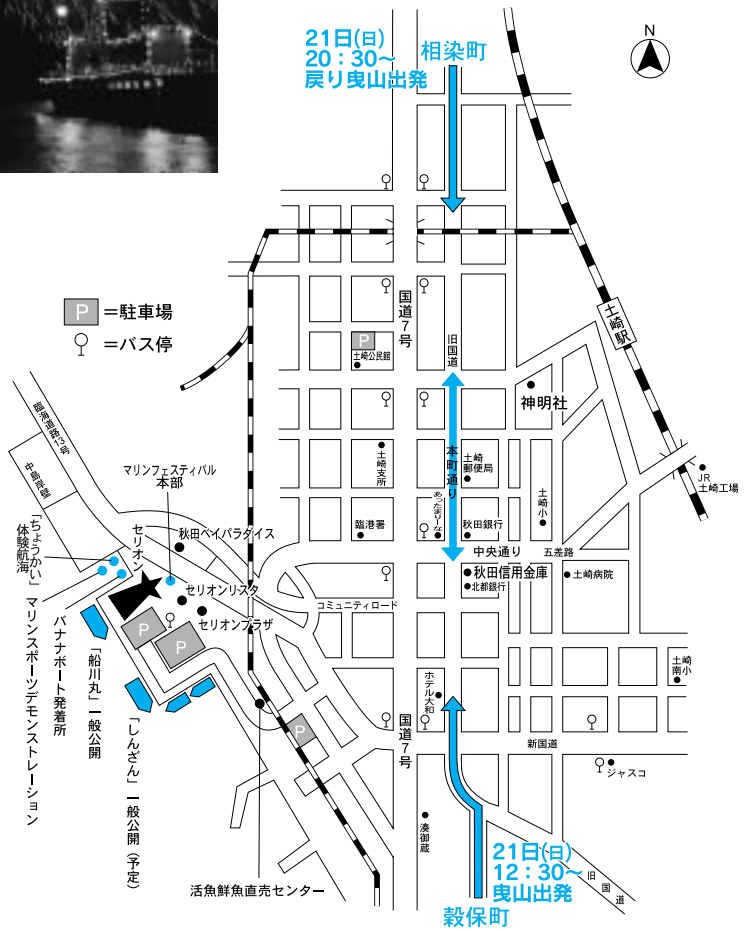 21日(日)
20：30～
戻り曳山出発
相染町
N
P
＝駐車場
＝バス停
国道7号
旧国道
土崎駅
P
土崎公民館
神明社
臨海道路13号
中島岸壁
マリンフェスティバル
本部
セリオン
秋田ベイパラダイス
土崎支所
本町通り
土崎
郵便局
土崎小
JR
土崎工場
臨港署
あったまりーな
秋田銀行
中央通り
五差路
「ちょうかい」
体験航海
セリオンリスタ
セリオンプラザ
コミュニティロード
秋田信用金庫
北都銀行
土崎病院
P
P
P
マリンスポーツデモンストレーション
バナナボート発着所
「船川丸」一般公開
「しんざん」一般公開（予定）
ホテル大和
国道7号
土崎
南小
新国道
ジャスコ
湊御蔵
活魚鮮魚直売センター
21日(日)
12：30～
曳山出発
穀保町
旧国道